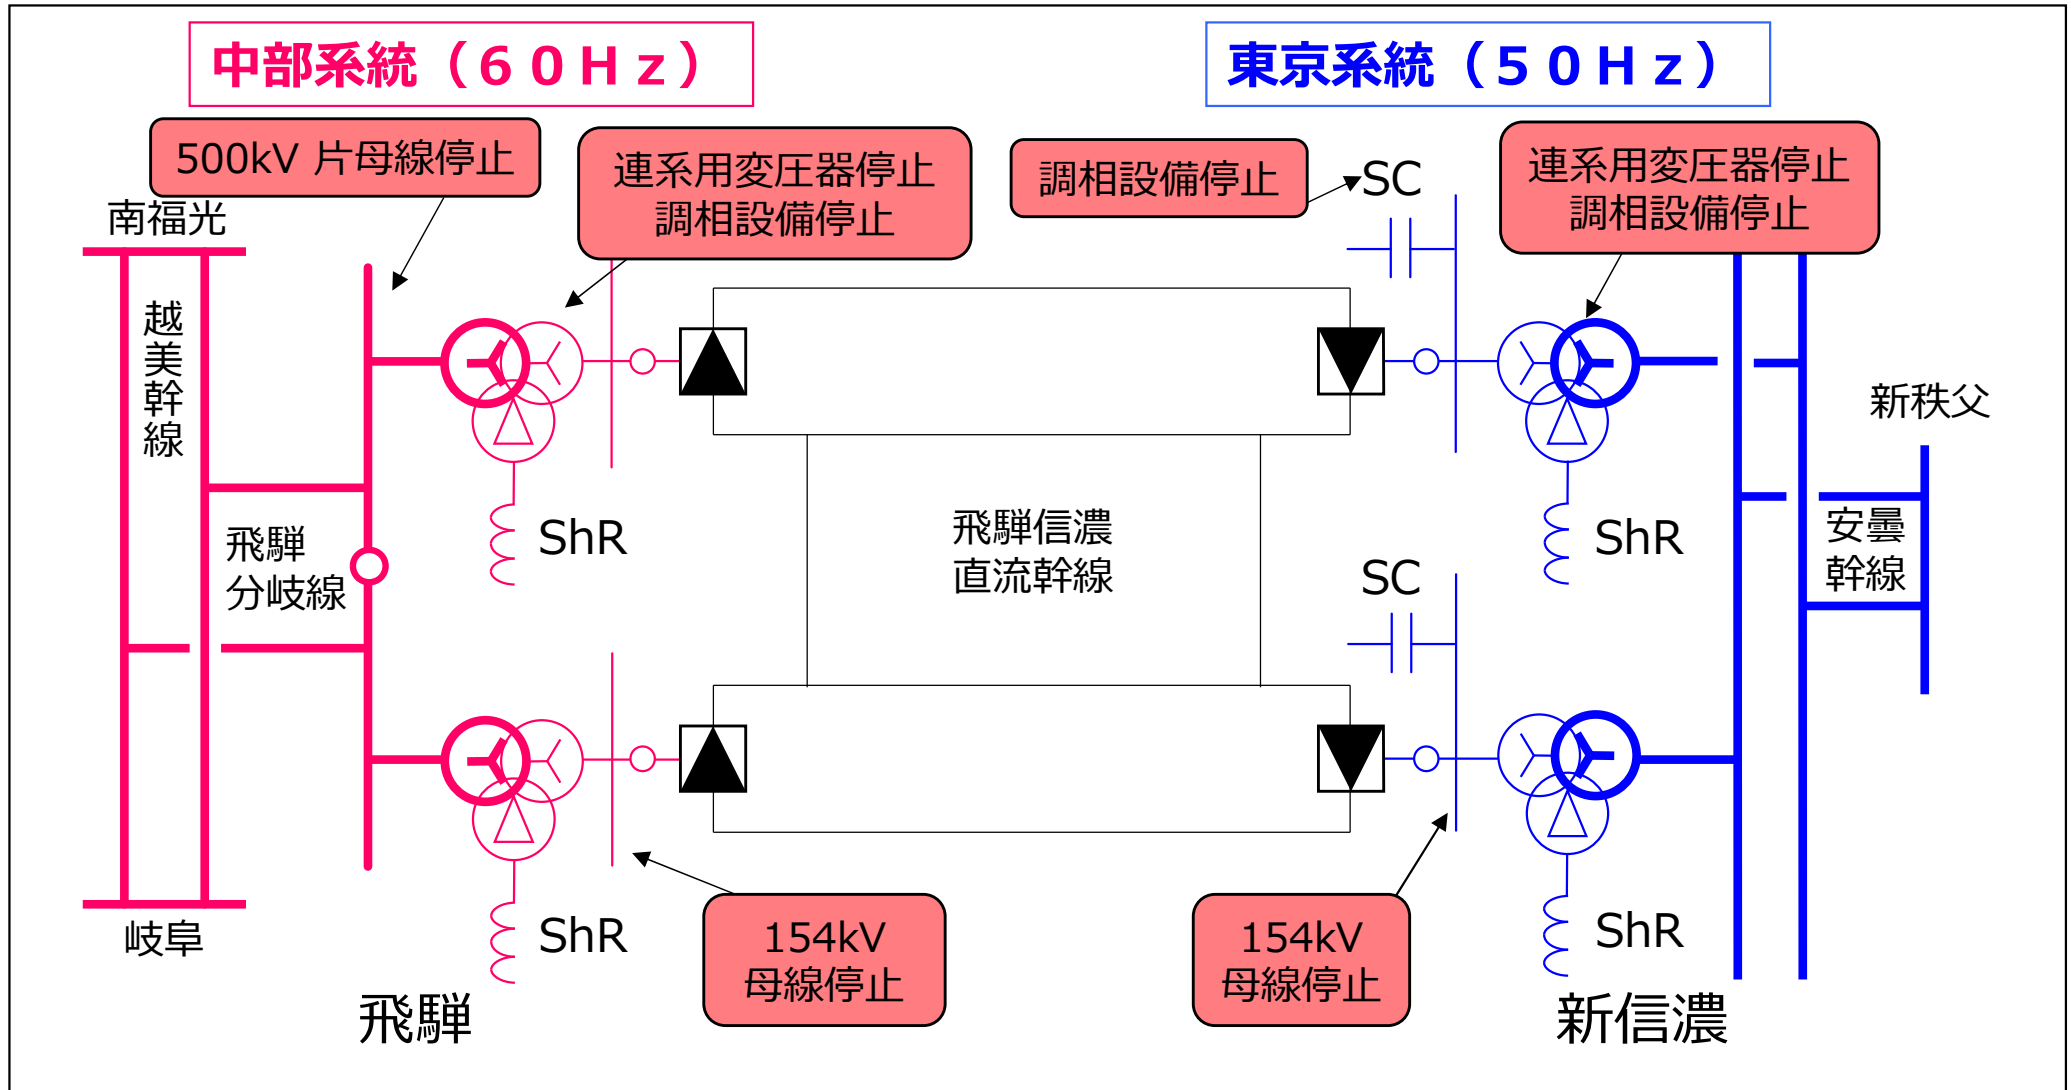 中部系統（６０Ｈｚ）
東京系統（５０Ｈｚ）
500kV 片母線停止
連系用変圧器停止
調相設備停止
調相設備停止
SC
連系用変圧器停止
調相設備停止
南福光
越美幹線
新秩父
飛騨
分岐線
ShR
飛騨信濃
直流幹線
SC
ShR
安曇
幹線
岐阜
ShR
154kV
母線停止
154kV
母線停止
ShR
飛騨
新信濃